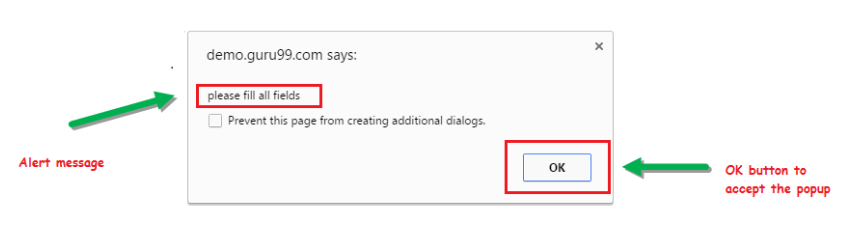 demo.guru99.com says:
please fill all fields
Prevent this page from creating additional dialogs.
OK
Alert message
OK button to
accept the popup